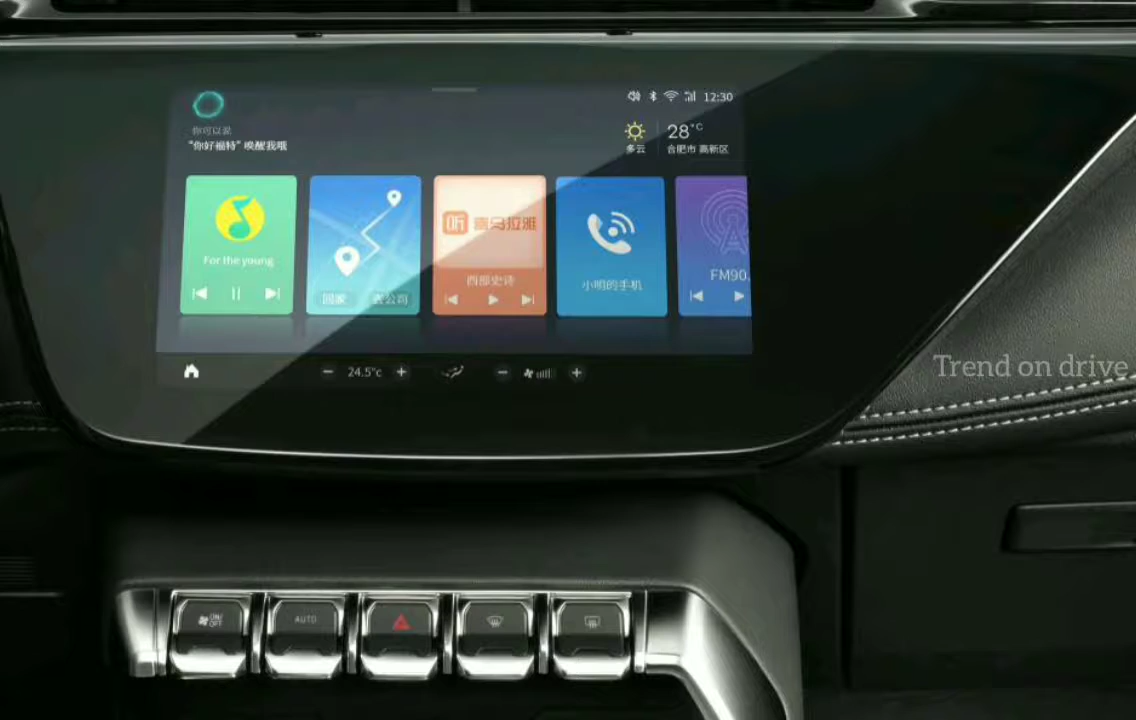 12:30
你可以说
"你好福特" 唤醒我哦
28°C
多云
合肥市 高新区
For the young
回家
去公司
听 喜马拉雅
西部史诗
小明的手机
FM90.
24.5°c
Trend on drive
ON/
OFF
AUTO